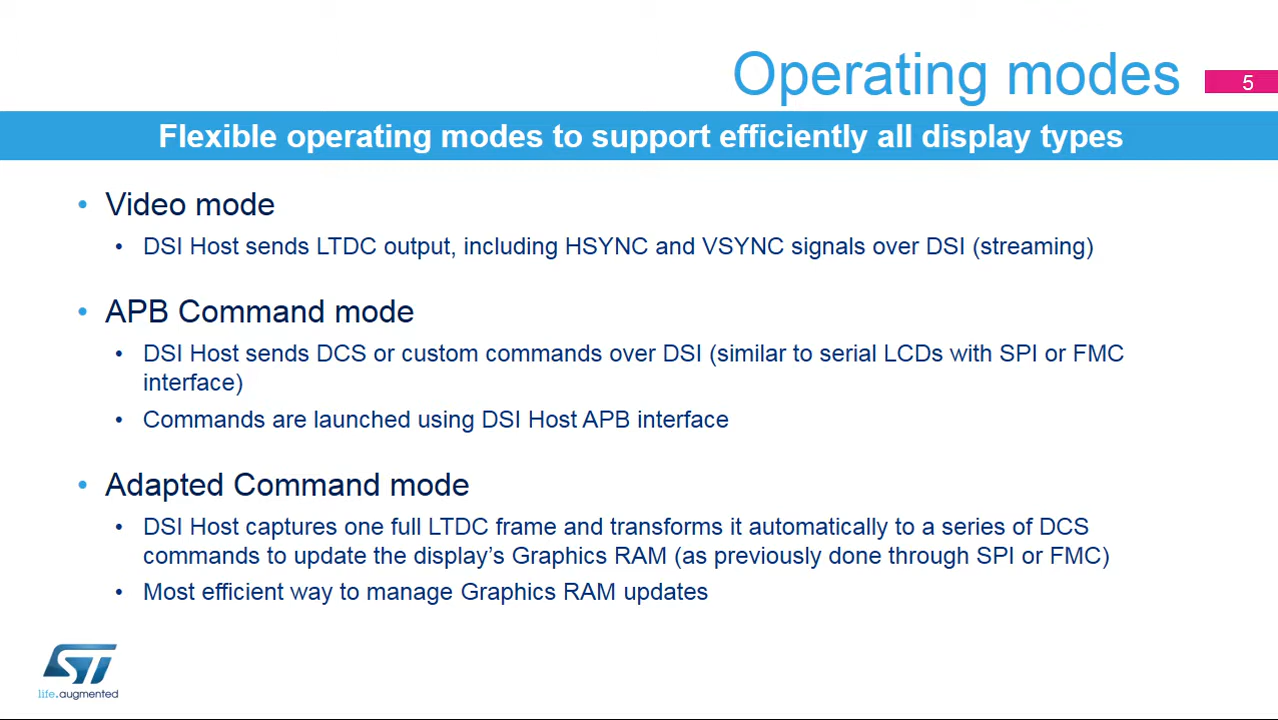 Operating modes
5
Flexible operating modes to support efficiently all display types
• Video mode
• DSI Host sends LTDC output, including HSYNC and VSYNC signals over DSI (streaming)
• APB Command mode
• DSI Host sends DCS or custom commands over DSI (similar to serial LCDs with SPI or FMC
interface)
• Commands are launched using DSI Host APB interface
• Adapted Command mode
• DSI Host captures one full LTDC frame and transforms it automatically to a series of DCS
commands to update the display’s Graphics RAM (as previously done through SPI or FMC)
• Most efficient way to manage Graphics RAM updates
ST
life.augmented